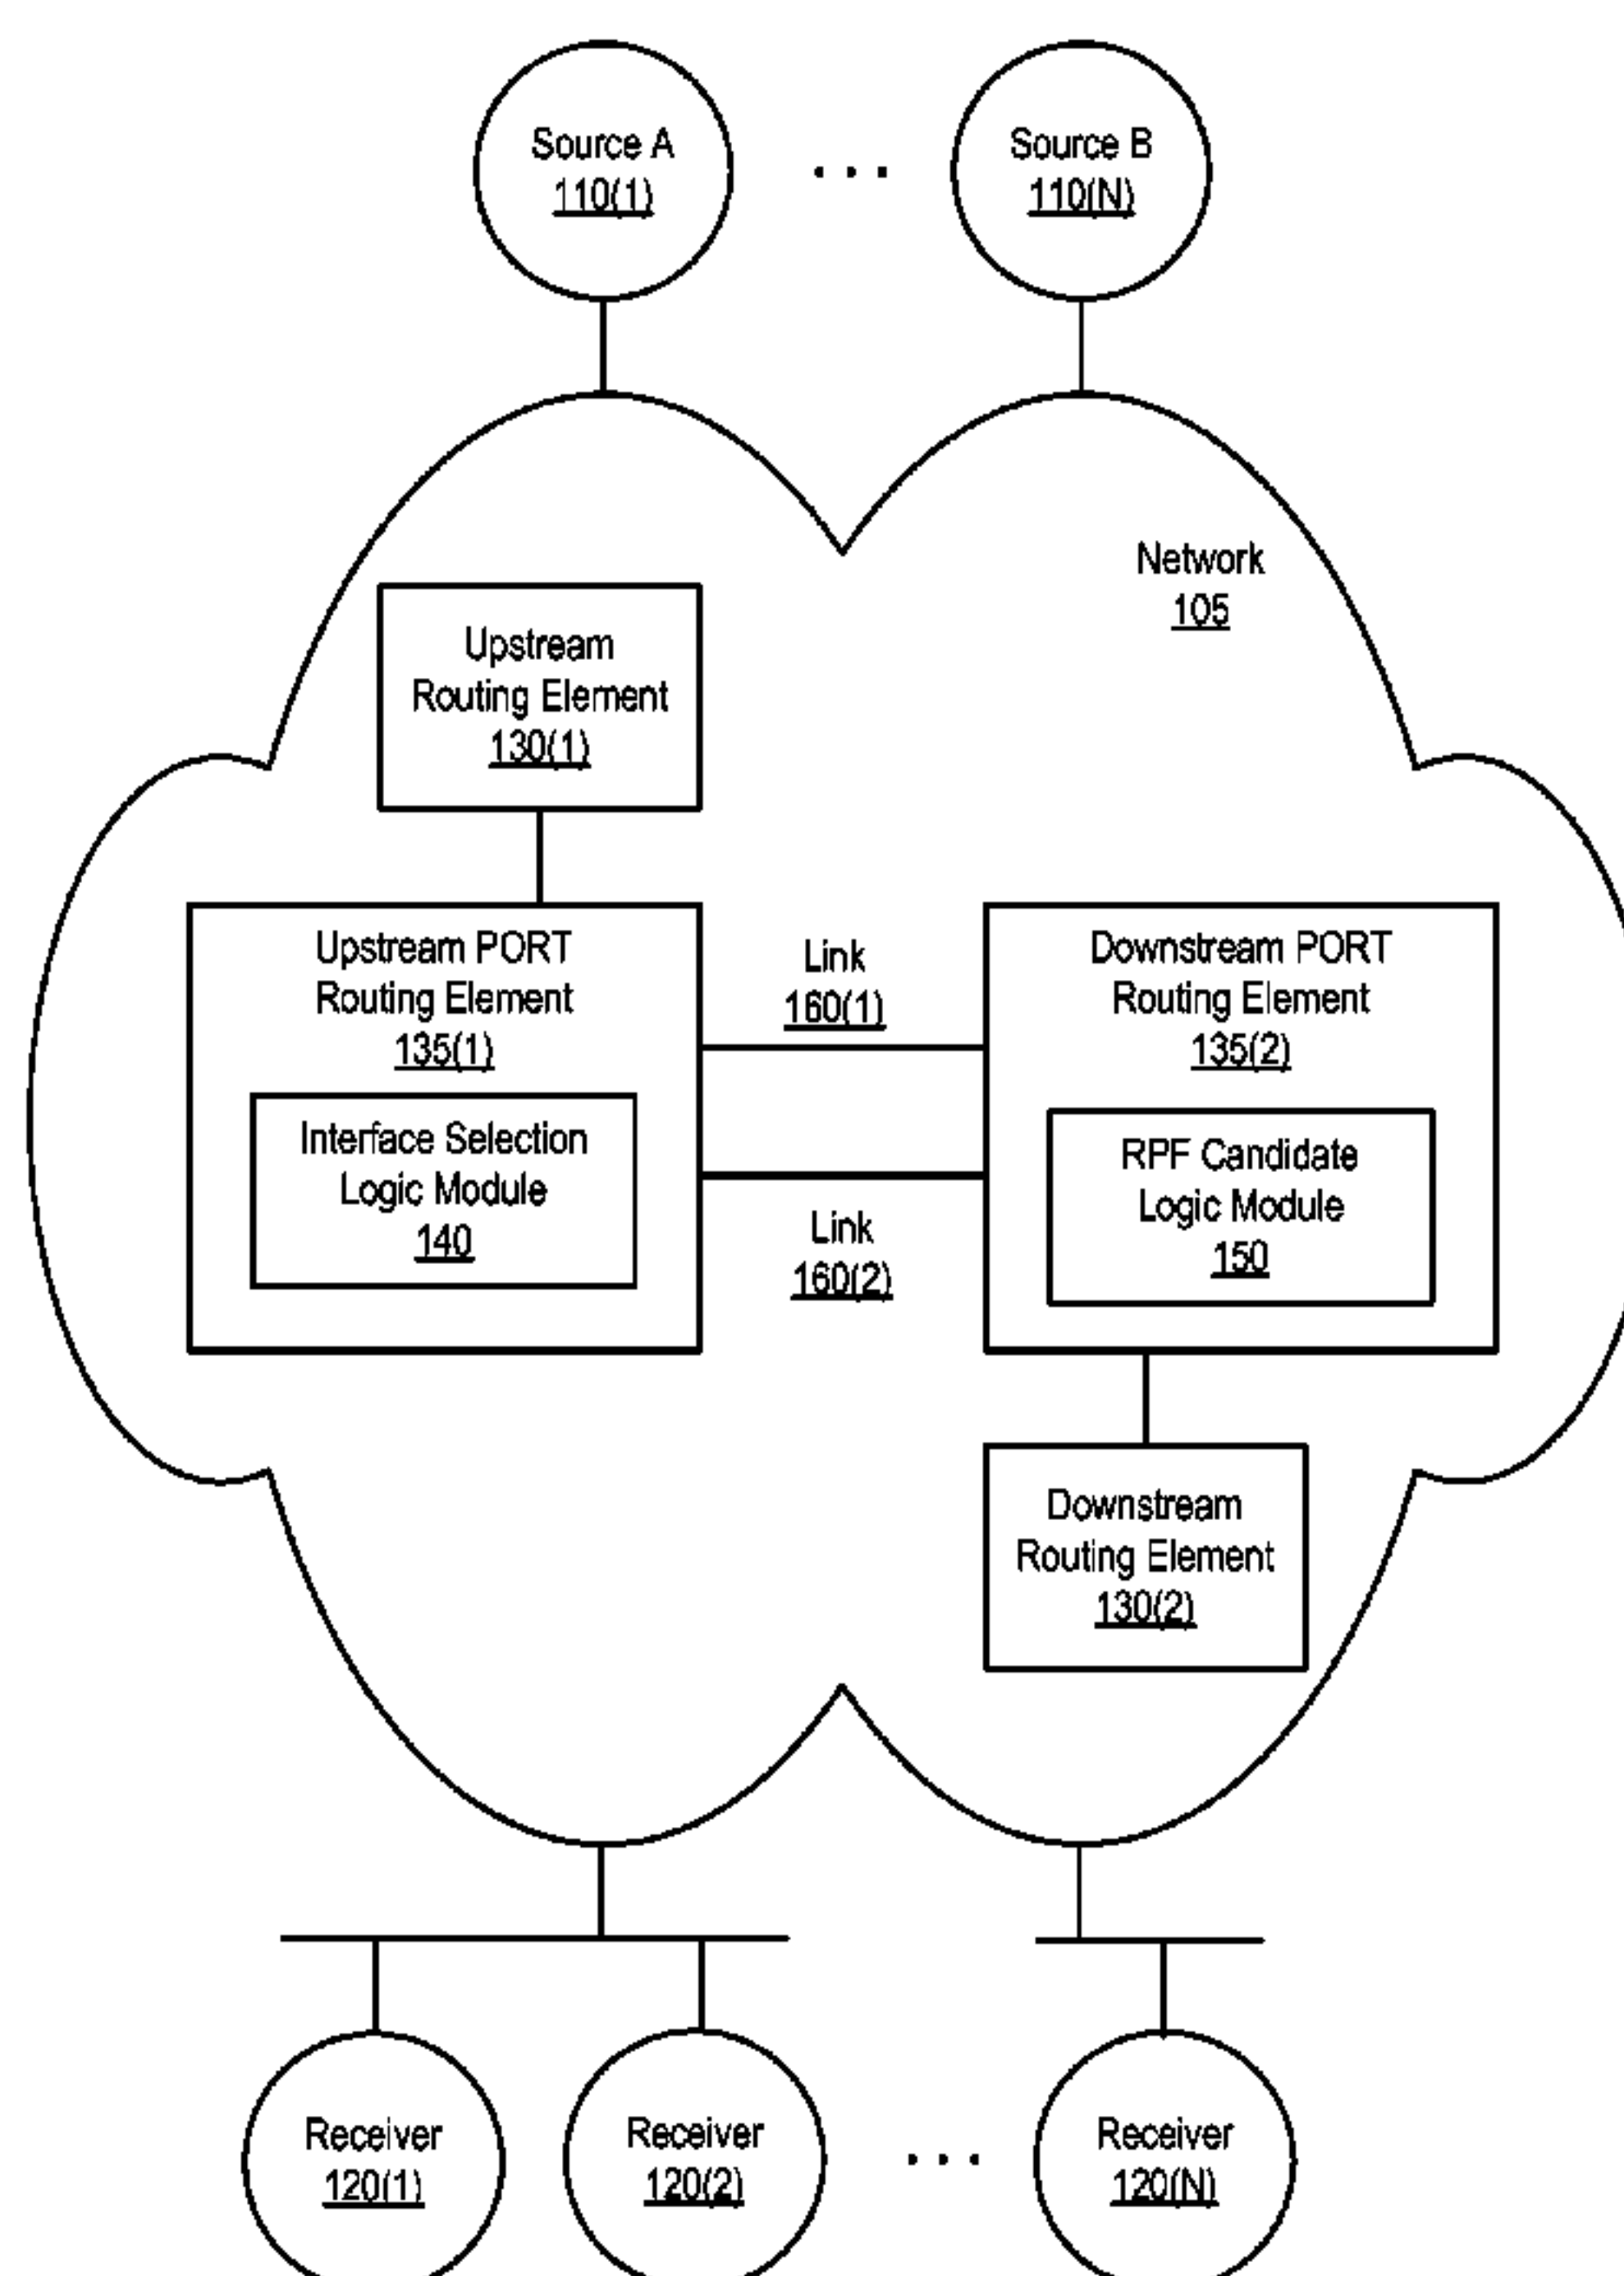 Source A
110(1)
Source B
110(N)
Network
105
Upstream
Routing Element
130(1)
Upstream PORT
Routing Element
135(1)
Interface Selection
Logic Module
140
Link
160(1)
Link
160(2)
Downstream PORT
Routing Element
135(2)
RPF Candidate
Logic Module
150
Downstream
Routing Element
130(2)
Receiver
120(1)
Receiver
120(2)
Receiver
120(N)